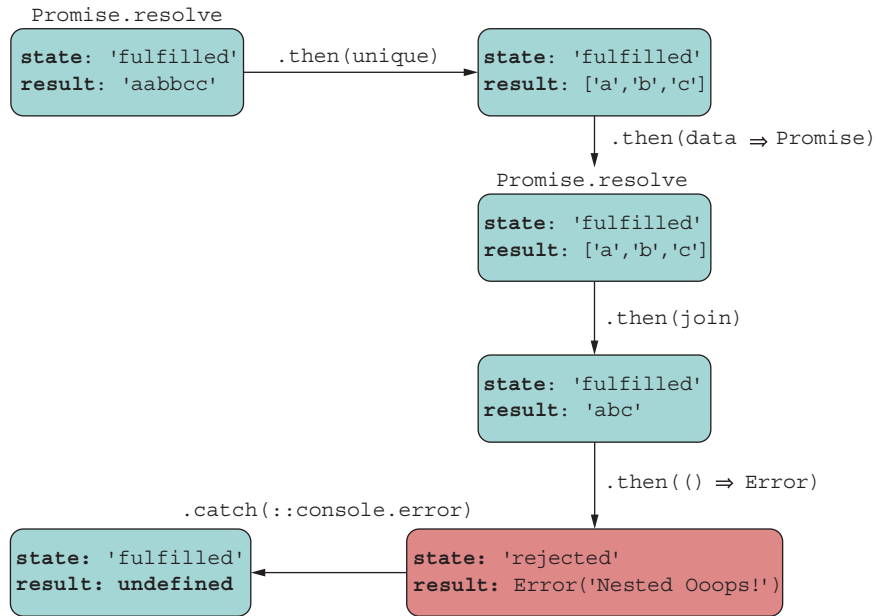 Promise.resolve
state: 'fulfilled'
result: 'aabbcc'
.then(unique)
state: 'fulfilled'
result: ['a','b','c']
.then(data ⇒ Promise)
Promise.resolve
state: 'fulfilled'
result: ['a','b','c']
.then(join)
state: 'fulfilled'
result: 'abc'
.then(() ⇒ Error)
state: 'rejected'
result: Error('Nested Ooops!')
.catch(::console.error)
state: 'fulfilled'
result: undefined